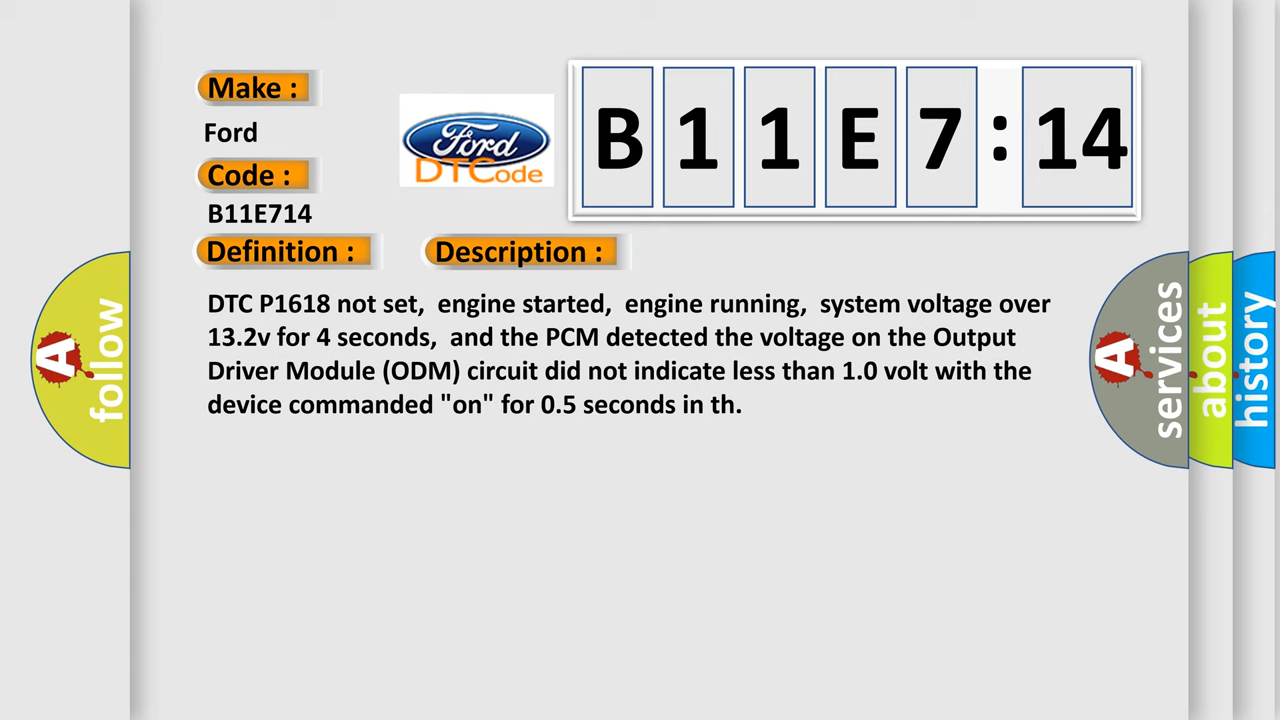 Make :
Ford
Code :
B11E714
Definition :
Description :
Ford
DTCode
B 1 1 E 7 : 14
DTC P1618 not set, engine started, engine running, system voltage over
13.2v for 4 seconds, and the PCM detected the voltage on the Output
Driver Module (ODM) circuit did not indicate less than 1.0 volt with the
device commanded "on" for 0.5 seconds in th.
A
follow
A
services
about
history